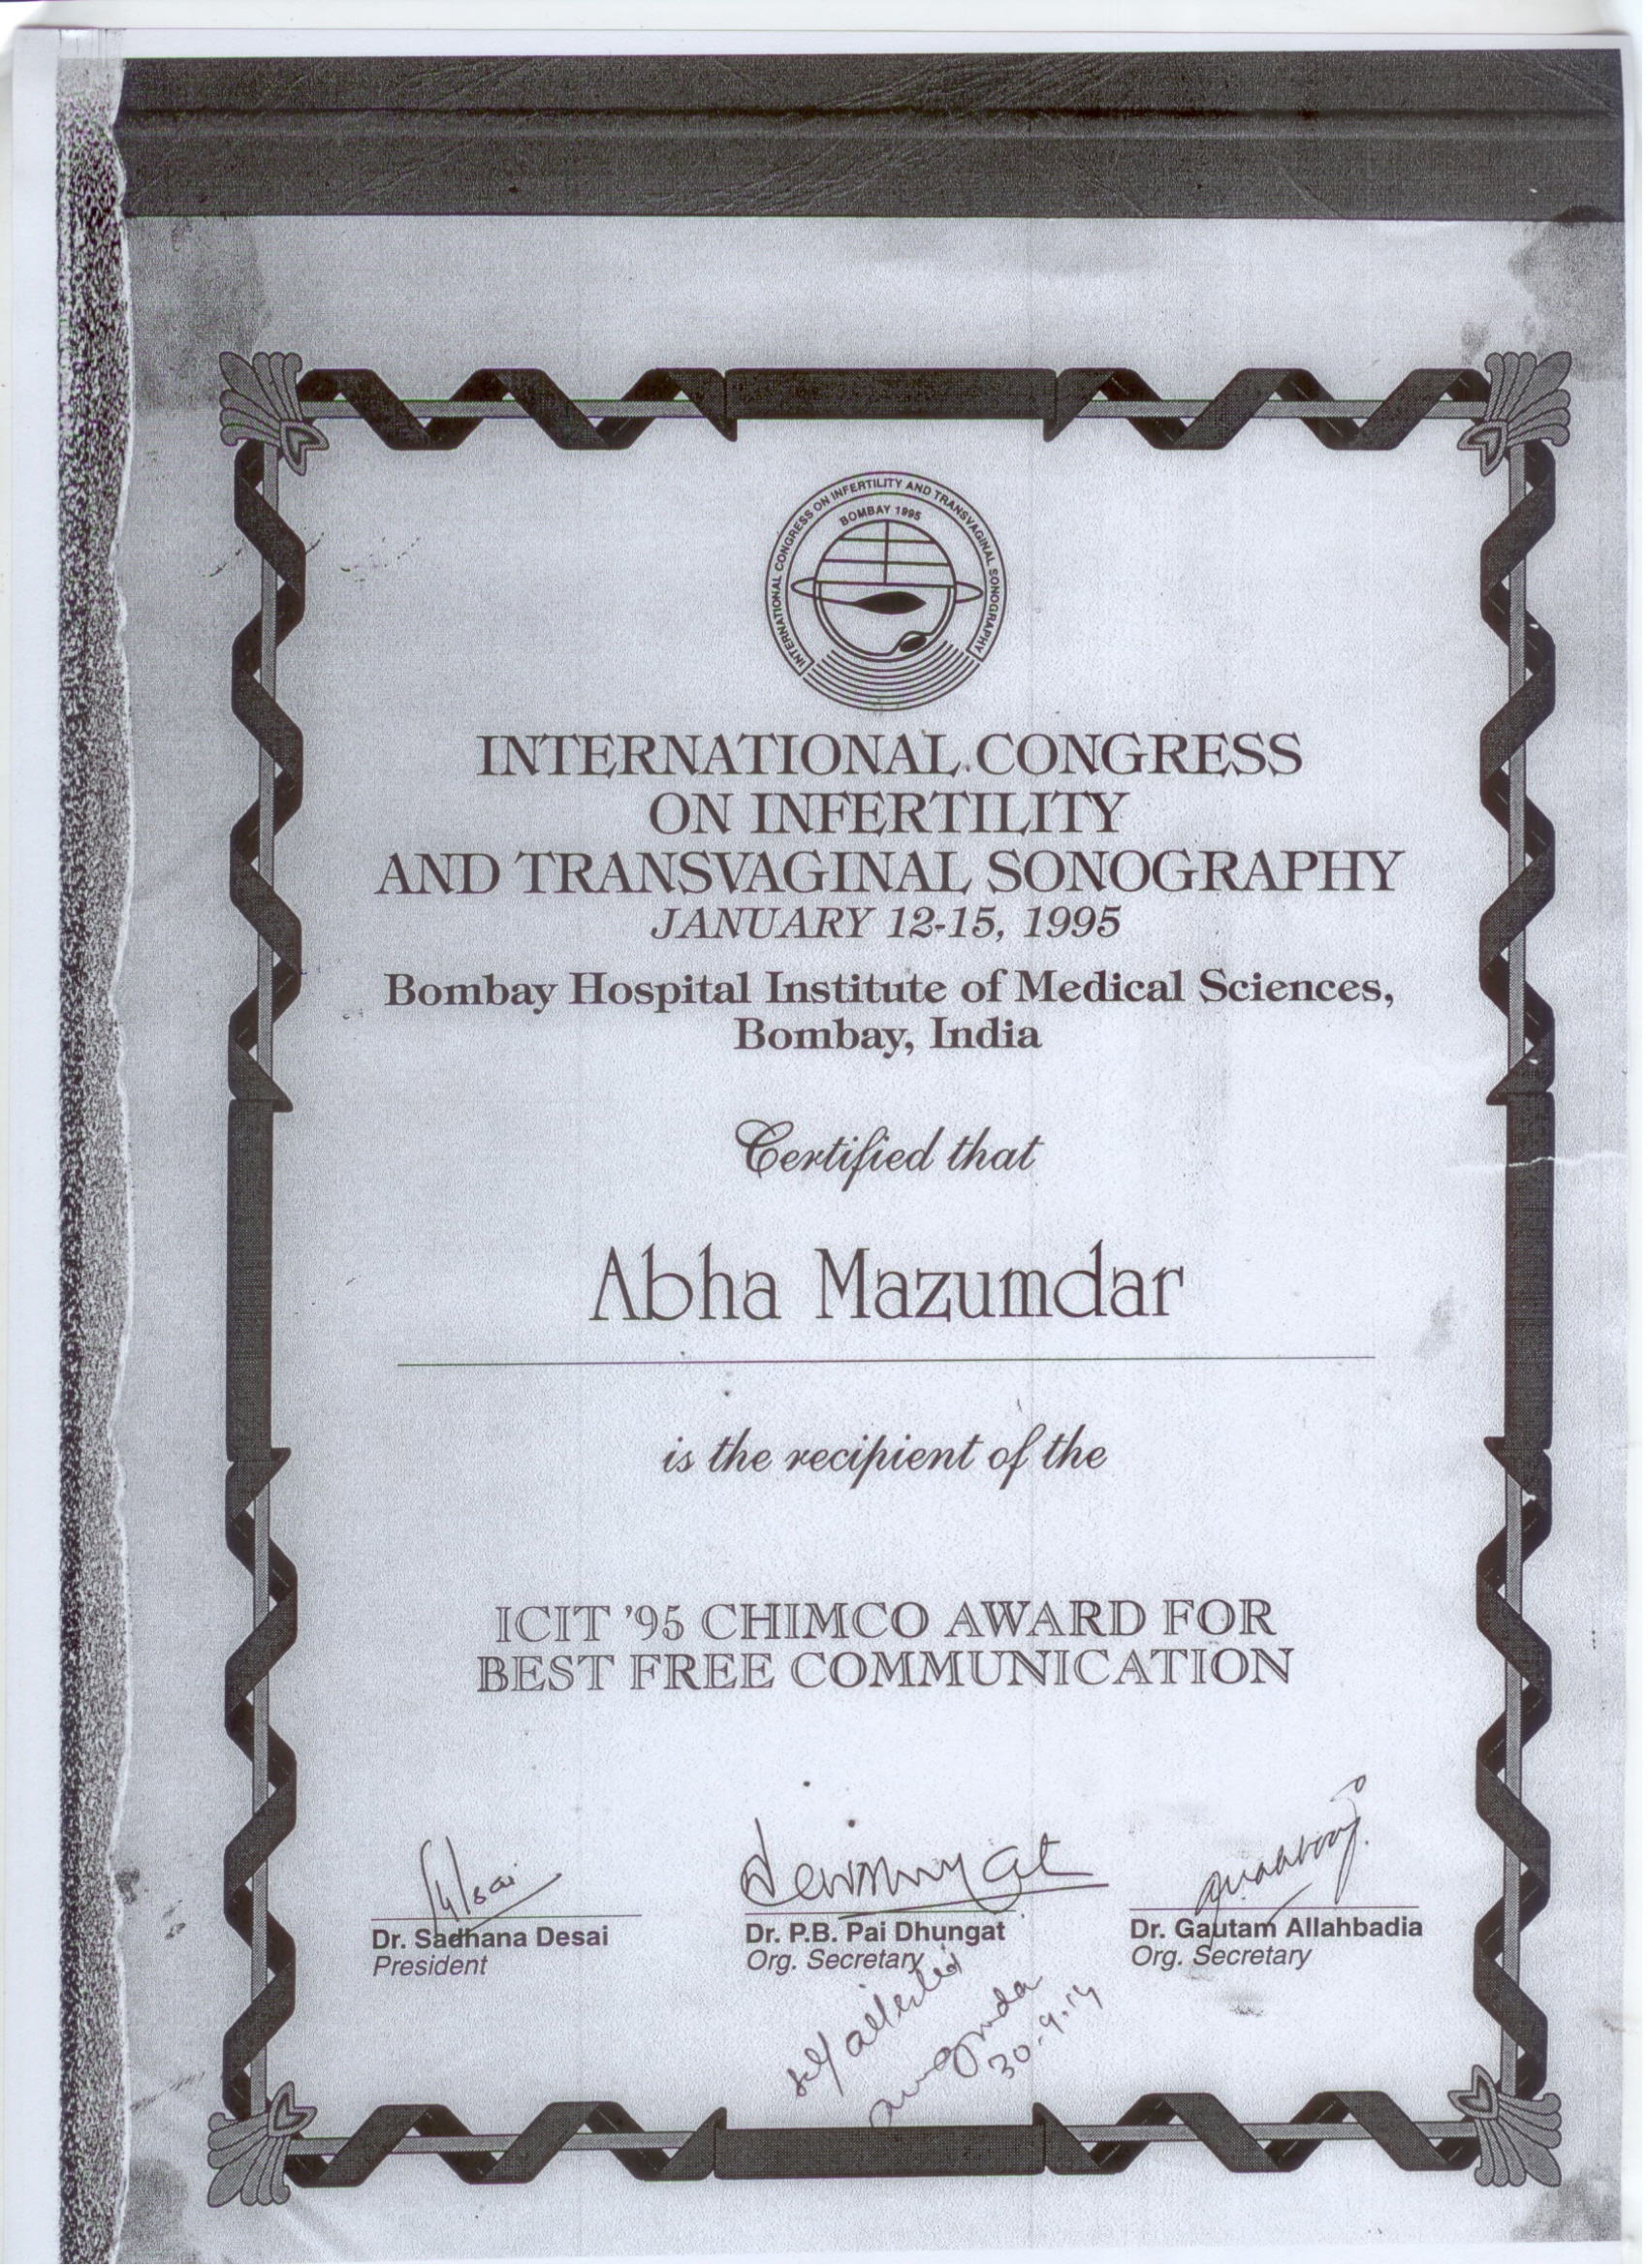 INTERNATIONAL CONGRESS ON INFERTILITY AND TRANSVAGINAL SONOGRAPHY
BOMBAY 1995
INTERNATIONAL CONGRESS
ON INFERTILITY
AND TRANSVAGINAL SONOGRAPHY
JANUARY 12-15, 1995
Bombay Hospital Institute of Medical Sciences,
Bombay, India
Certified that
Abha Mazumdar
is the recipient of the
ICIT '95 CHIMCO AWARD FOR
BEST FREE COMMUNICATION
Dr. Sadhana Desai
President
Dr. P.B. Pai Dhungat
Org. Secretary
Dr. Gautam Allahbadia
Org. Secretary
self attested
30.9.14